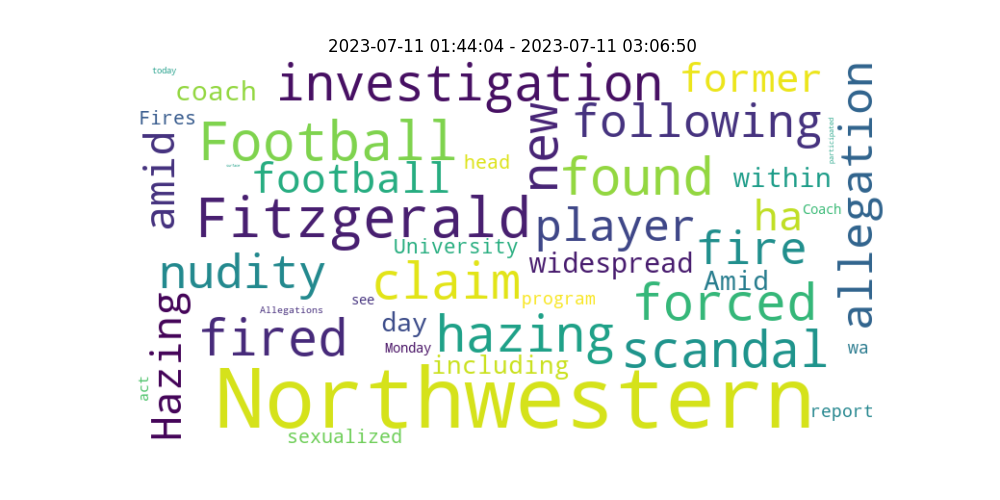 2023-07-11 01:44:04 - 2023-07-11 03:06:50
today
coach
investigation
former
Fires
amid
Football
new
following
participated
allegation
football
head
found
within
Fitzgerald
player
ha
Coach
University
widespread
fire
nudity
claim
Amid
see
program
forced
Allegations
Hazing
fired
day
Monday
hazing
scandal
wa
including
act
Northwestern
report
sexualized